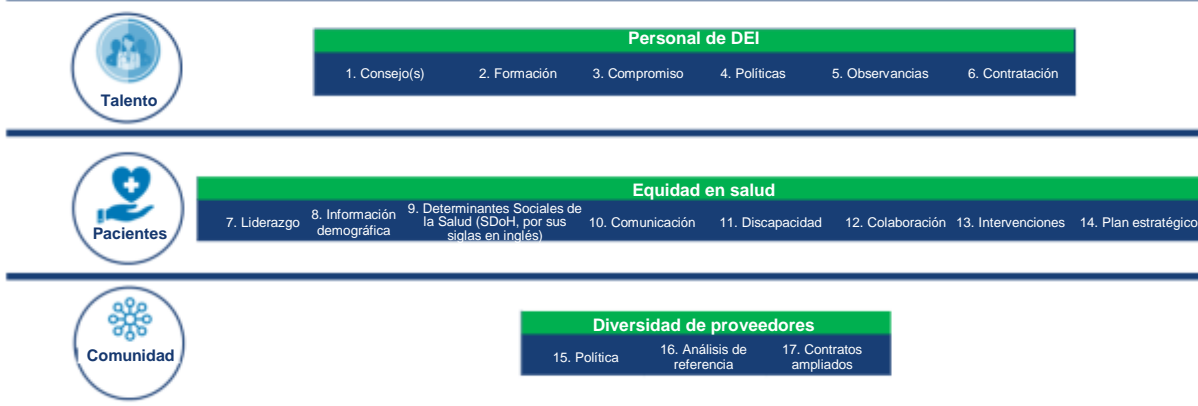 Talento
Personal de DEI
1. Consejo(s)
2. Formación
3. Compromiso
4. Políticas
5. Observancias
6. Contratación
Pacientes
Equidad en salud
7. Liderazgo
8. Información
demográfica
9. Determinantes Sociales de
la Salud (SDoH, por sus
siglas en inglés)
10. Comunicación
11. Discapacidad
12. Colaboración
13. Intervenciones
14. Plan estratégico
Comunidad
Diversidad de proveedores
15. Política
16. Análisis de
referencia
17. Contratos
ampliados